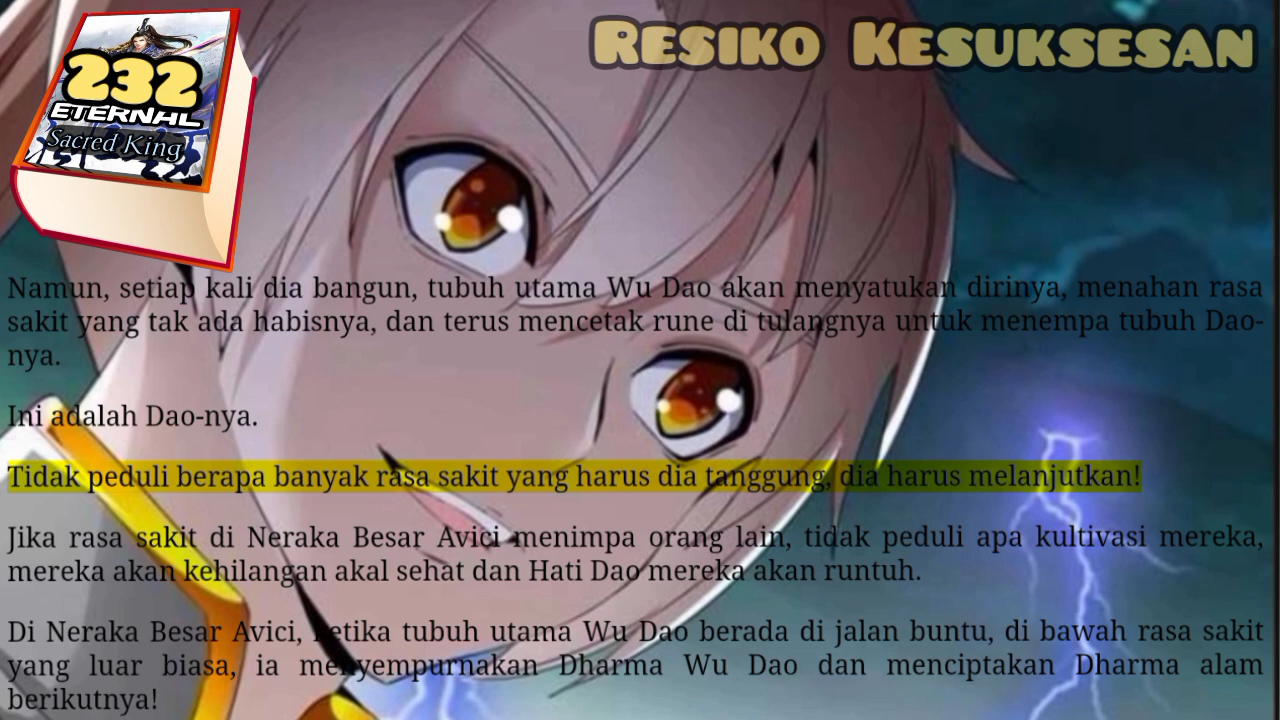 232
ETERNAL
Sacred King
Resiko Kesuksesan
Namun, setiap kali dia bangun, tubuh utama Wu Dao akan menyatukan dirinya, menahan rasa
sakit yang tak ada habisnya, dan terus mencetak rune di tulangnya untuk menempa tubuh Dao-
nya.
Ini adalah Dao-nya.
Tidak peduli berapa banyak rasa sakit yang harus dia tanggung, dia harus melanjutkan!
Jika rasa sakit di Neraka Besar Avici menimpa orang lain, tidak peduli apa kultivasi mereka,
mereka akan kehilangan akal sehat dan Hati Dao mereka akan runtuh.
Di Neraka Besar Avici, ketika tubuh utama Wu Dao berada di jalan buntu, di bawah rasa sakit
yang luar biasa, ia menyempurnakan Dharma Wu Dao dan menciptakan Dharma alam
berikutnya!